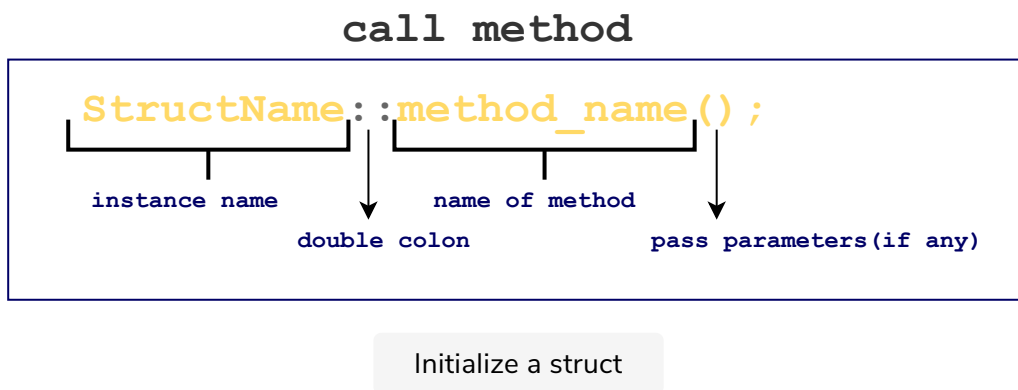 call method
StructName::method_name();
instance name
name of method
double colon
pass parameters(if any)
Initialize a struct